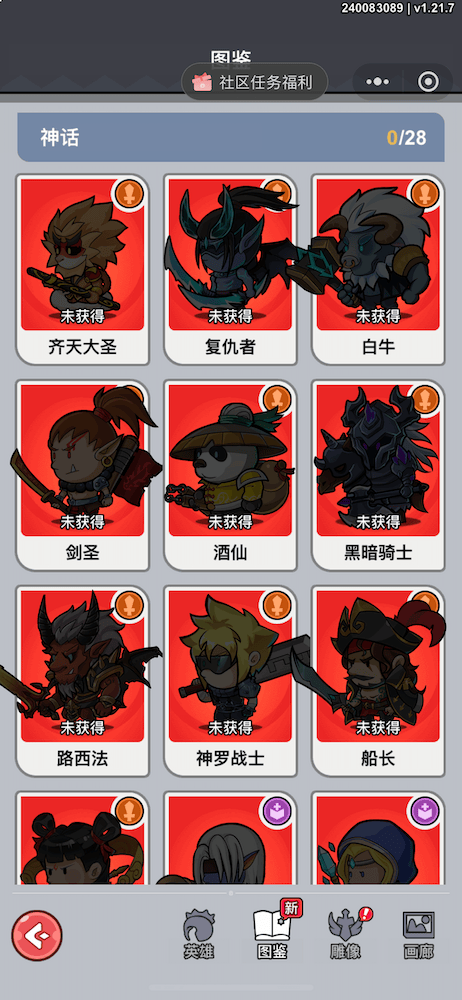 240083089 | v1.21.7
图鉴
社区任务福利
神话
0/28
未获得
未获得
未获得
齐天大圣
复仇者
白牛
未获得
未获得
未获得
剑圣
酒仙
黑暗骑士
未获得
未获得
未获得
路西法
神罗战士
船长
新
英雄
图鉴
雕像
画廊